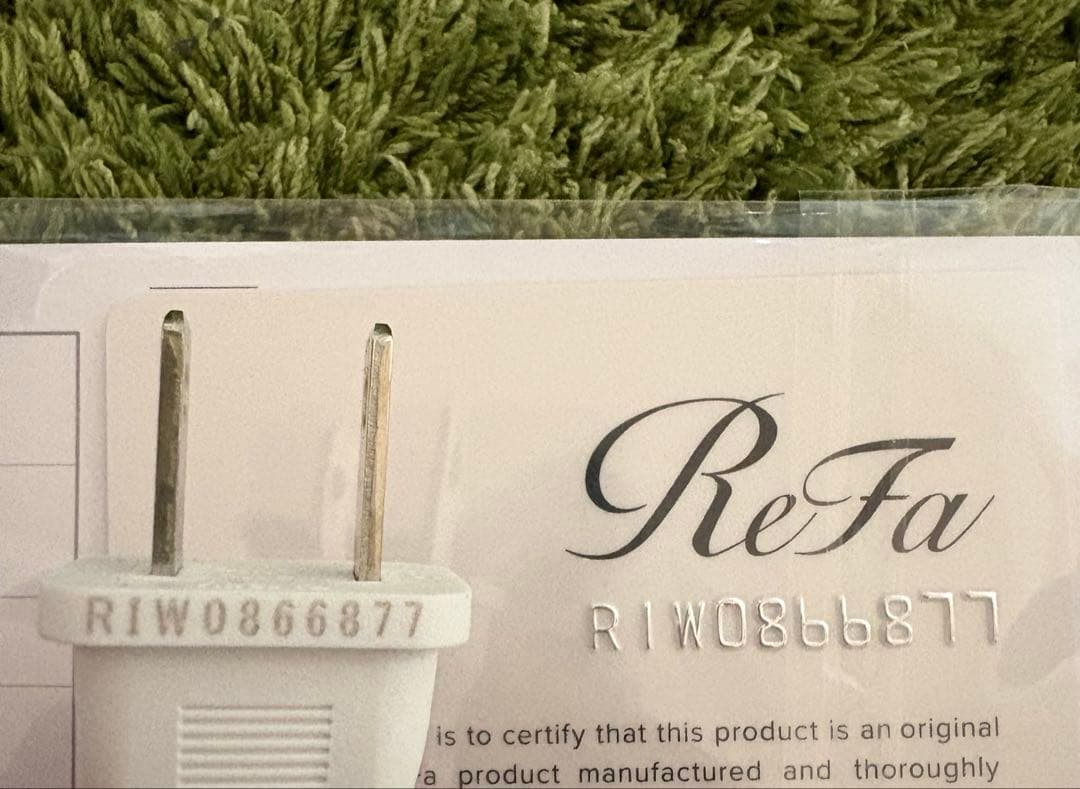 ReFa
RIW0866877
RIW0866877
is to certify that this product is an original
a product manufactured and thoroughly